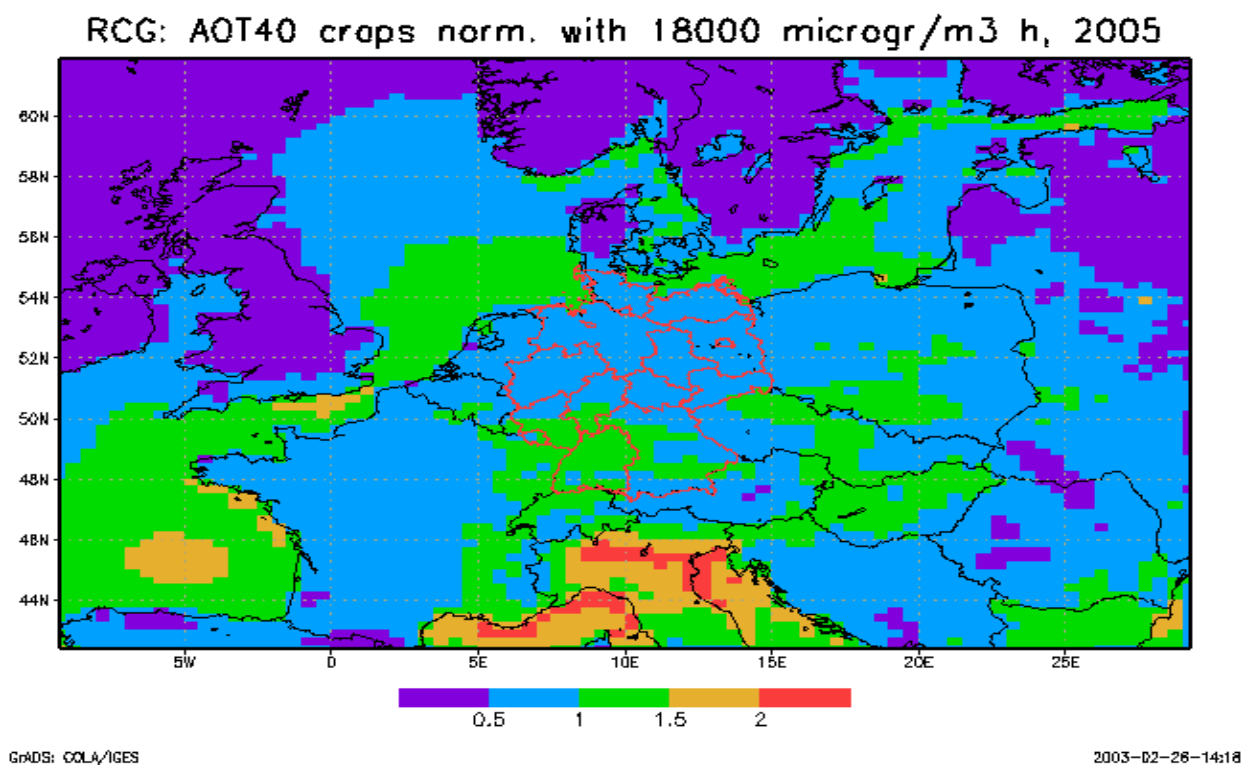 RCG: AOT40 crops norm. with 18000 microgr/m3 h, 2005
60N
58N
56N
54N
52N
50N
48N
46N
44N
5W 0 5E 10E 15E 20E 25E
0.5 1 1.5 2
GrADS: COLA/IGES 2003-02-26-14:18